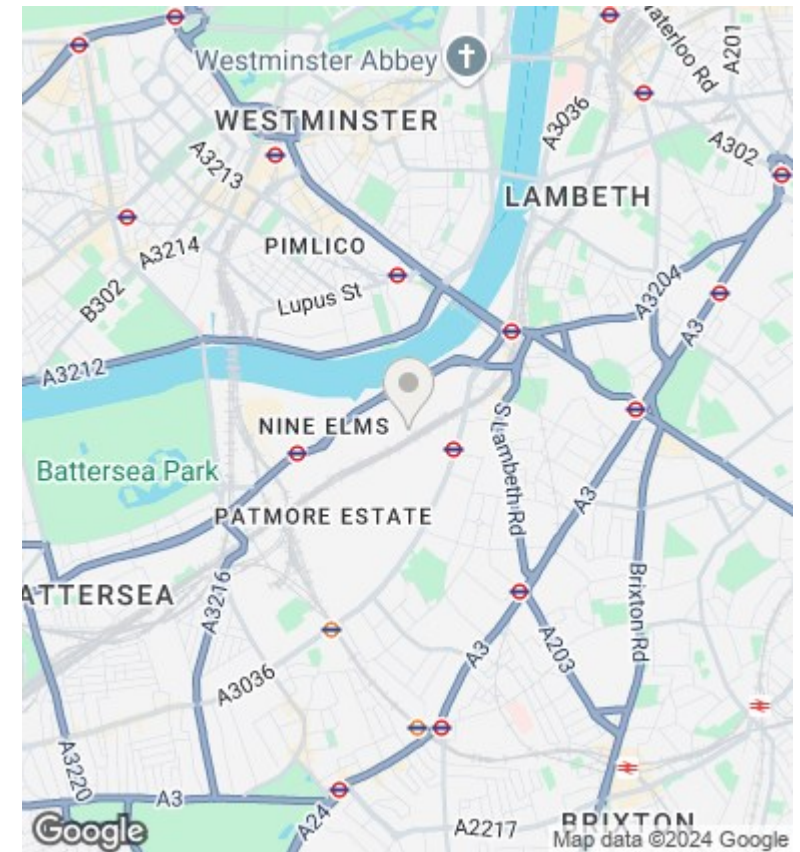 Waterloo Rd
A201
Westminster Abbey
A3036
WESTMINSTER
A302
A3213
LAMBETH
A3214
PIMLICO
B302
Lupus St
A3204
A3
A3212
NINE ELMS
S Lambeth Rd
Battersea Park
PATMORE ESTATE
A3
ATTERSEA
A3216
Brixton Rd
A203
A3
A3036
A3220
A3
A24
A2217
BRIXTON
Google
Map data ©2024 Google